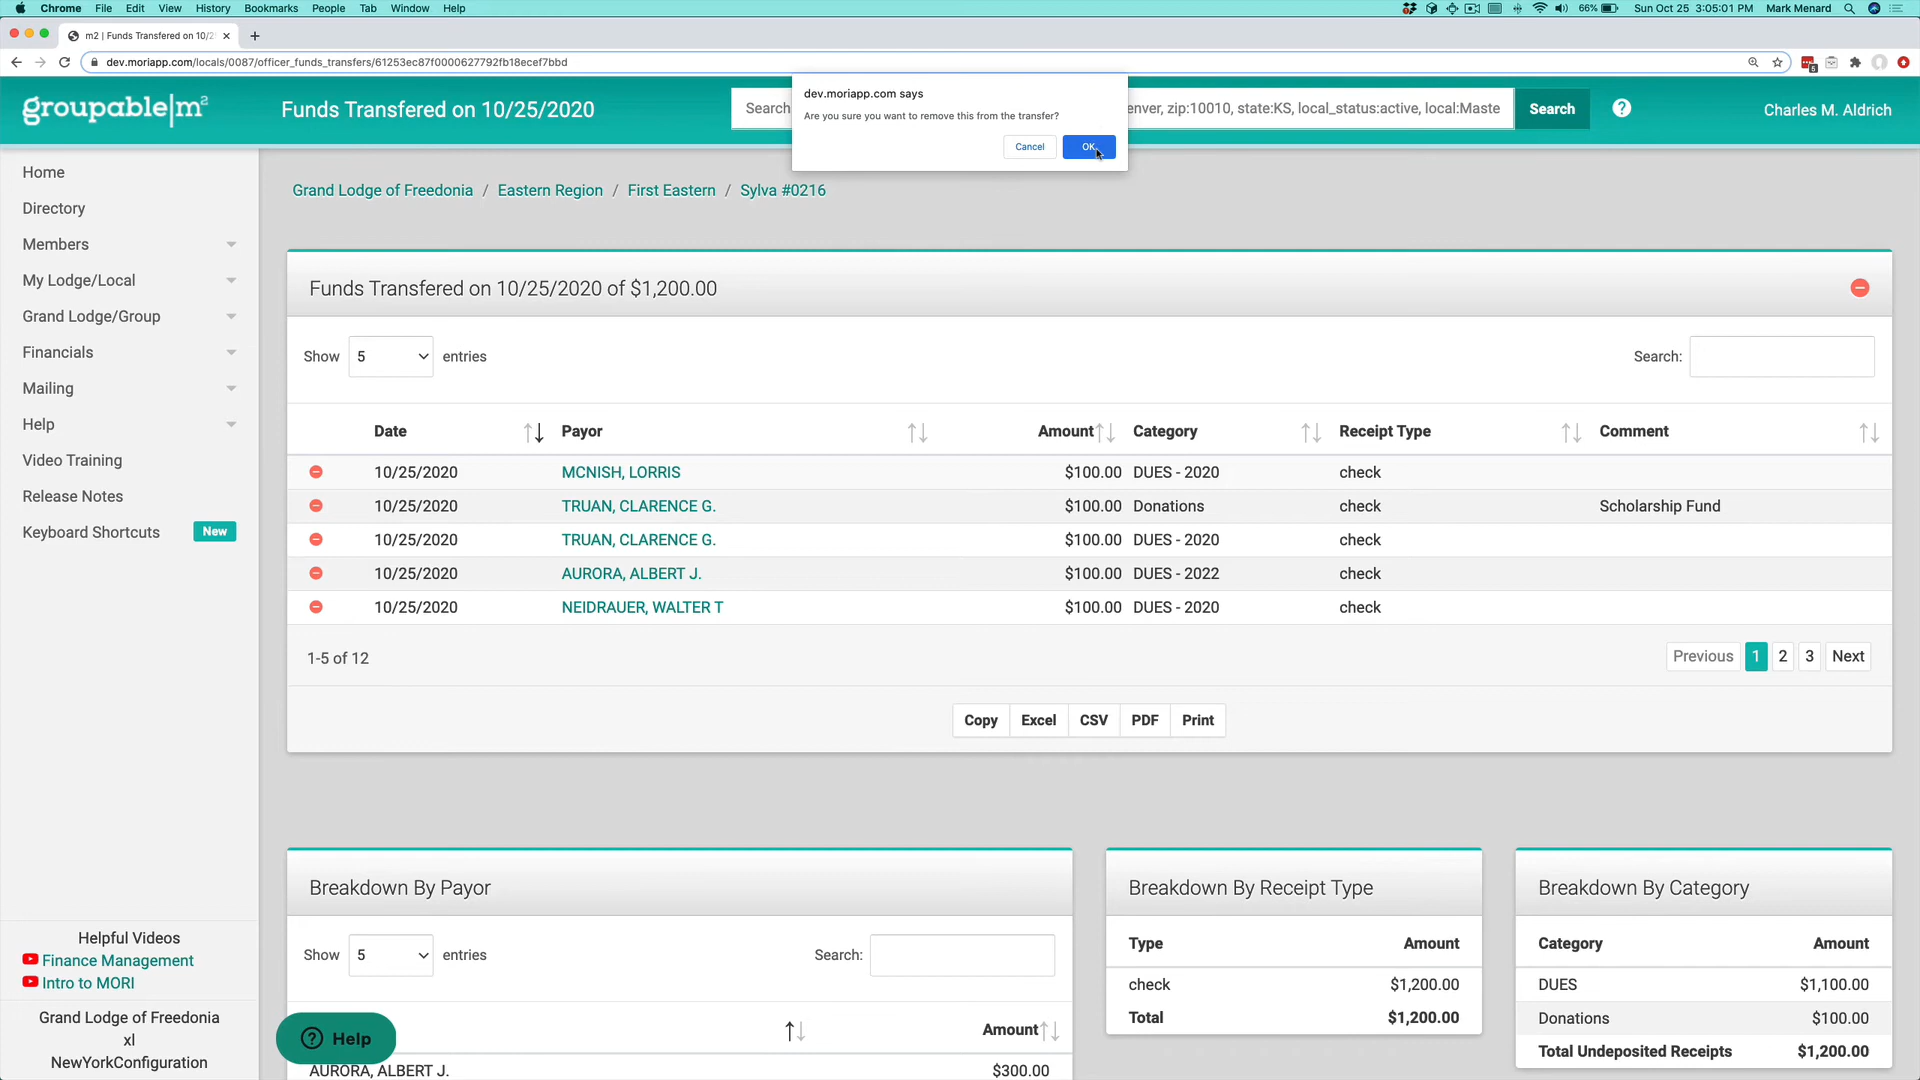 Chrome File Edit View History Bookmarks People Tab Window Help
66% Sun Oct 25 3:05:01 PM Mark Menard
m2 | Funds Transfered on 10/2
dev.moriapp.com/locals/0087/officer_funds_transfers/61253ec87f0000627792fb18ecef7bbd
groupable|m²
Funds Transfered on 10/25/2020
Search
enver, zip:10010, state:KS, local_status:active, local:Maste
Search
Charles M. Aldrich
dev.moriapp.com says
Are you sure you want to remove this from the transfer?
Cancel
OK
Home
Directory
Members
My Lodge/Local
Grand Lodge/Group
Financials
Mailing
Help
Video Training
Release Notes
Keyboard Shortcuts New
Helpful Videos
Finance Management
Intro to MORI
Grand Lodge of Freedonia
xl
NewYorkConfiguration
Grand Lodge of Freedonia / Eastern Region / First Eastern / Sylva #0216
Funds Transfered on 10/25/2020 of $1,200.00
Show 5 entries
Search:
Date Payor Amount Category Receipt Type Comment
10/25/2020 MCNISH, LORRIS $100.00 DUES - 2020 check
10/25/2020 TRUAN, CLARENCE G. $100.00 Donations check Scholarship Fund
10/25/2020 TRUAN, CLARENCE G. $100.00 DUES - 2020 check
10/25/2020 AURORA, ALBERT J. $100.00 DUES - 2022 check
10/25/2020 NEIDRAUER, WALTER T $100.00 DUES - 2020 check
1-5 of 12
Previous 1 2 3 Next
Copy Excel CSV PDF Print
Breakdown By Payor
Show 5 entries
Search:
Amount
AURORA, ALBERT J. $300.00
Help
Breakdown By Receipt Type
Type Amount
check $1,200.00
Total $1,200.00
Breakdown By Category
Category Amount
DUES $1,100.00
Donations $100.00
Total Undeposited Receipts $1,200.00